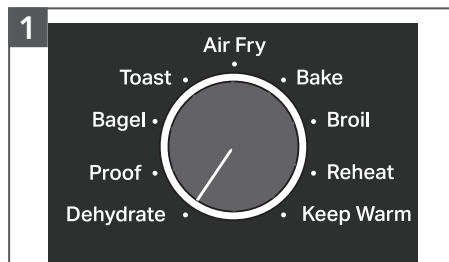 1
Air Fry
Toast
Bake
Bagel
Broil
Proof
Reheat
Dehydrate
Keep Warm